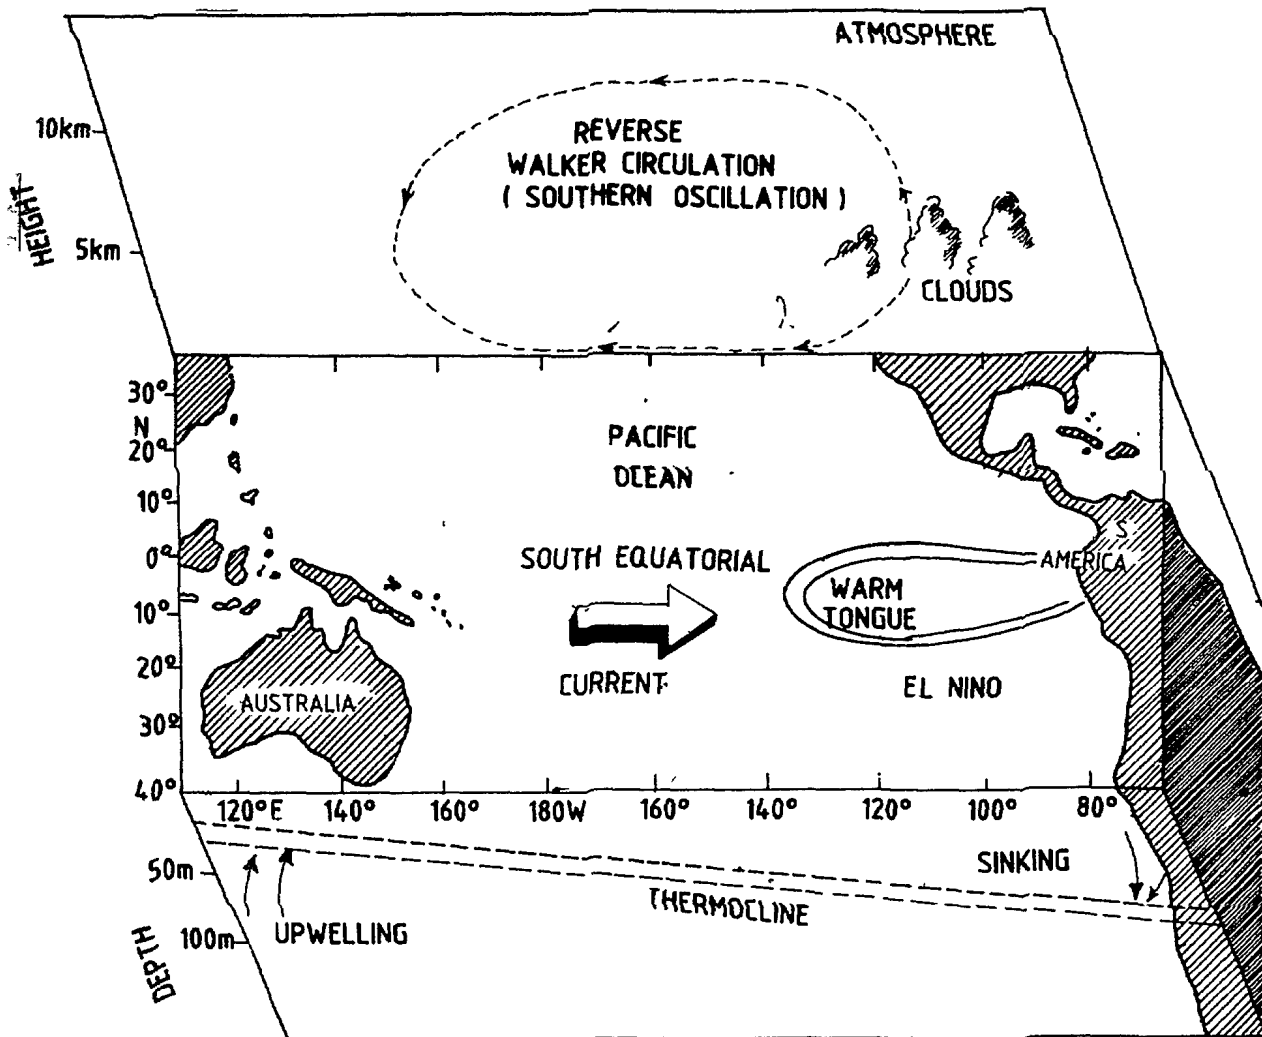 ATMOSPHERE
10km
REVERSE
WALKER CIRCULATION
( SOUTHERN OSCILLATION )
HEIGHT
5km
CLOUDS
30°
N
20°
PACIFIC
OCEAN
10°
S
0°
SOUTH EQUATORIAL
AMERICA
WARM
TONGUE
10°
20°
CURRENT
EL NINO
AUSTRALIA
30°
40°
120°E 140° 160° 180W 160° 140° 120° 100° 80°
50m
SINKING
THERMOCLINE
100m
UPWELLING
DEPTH